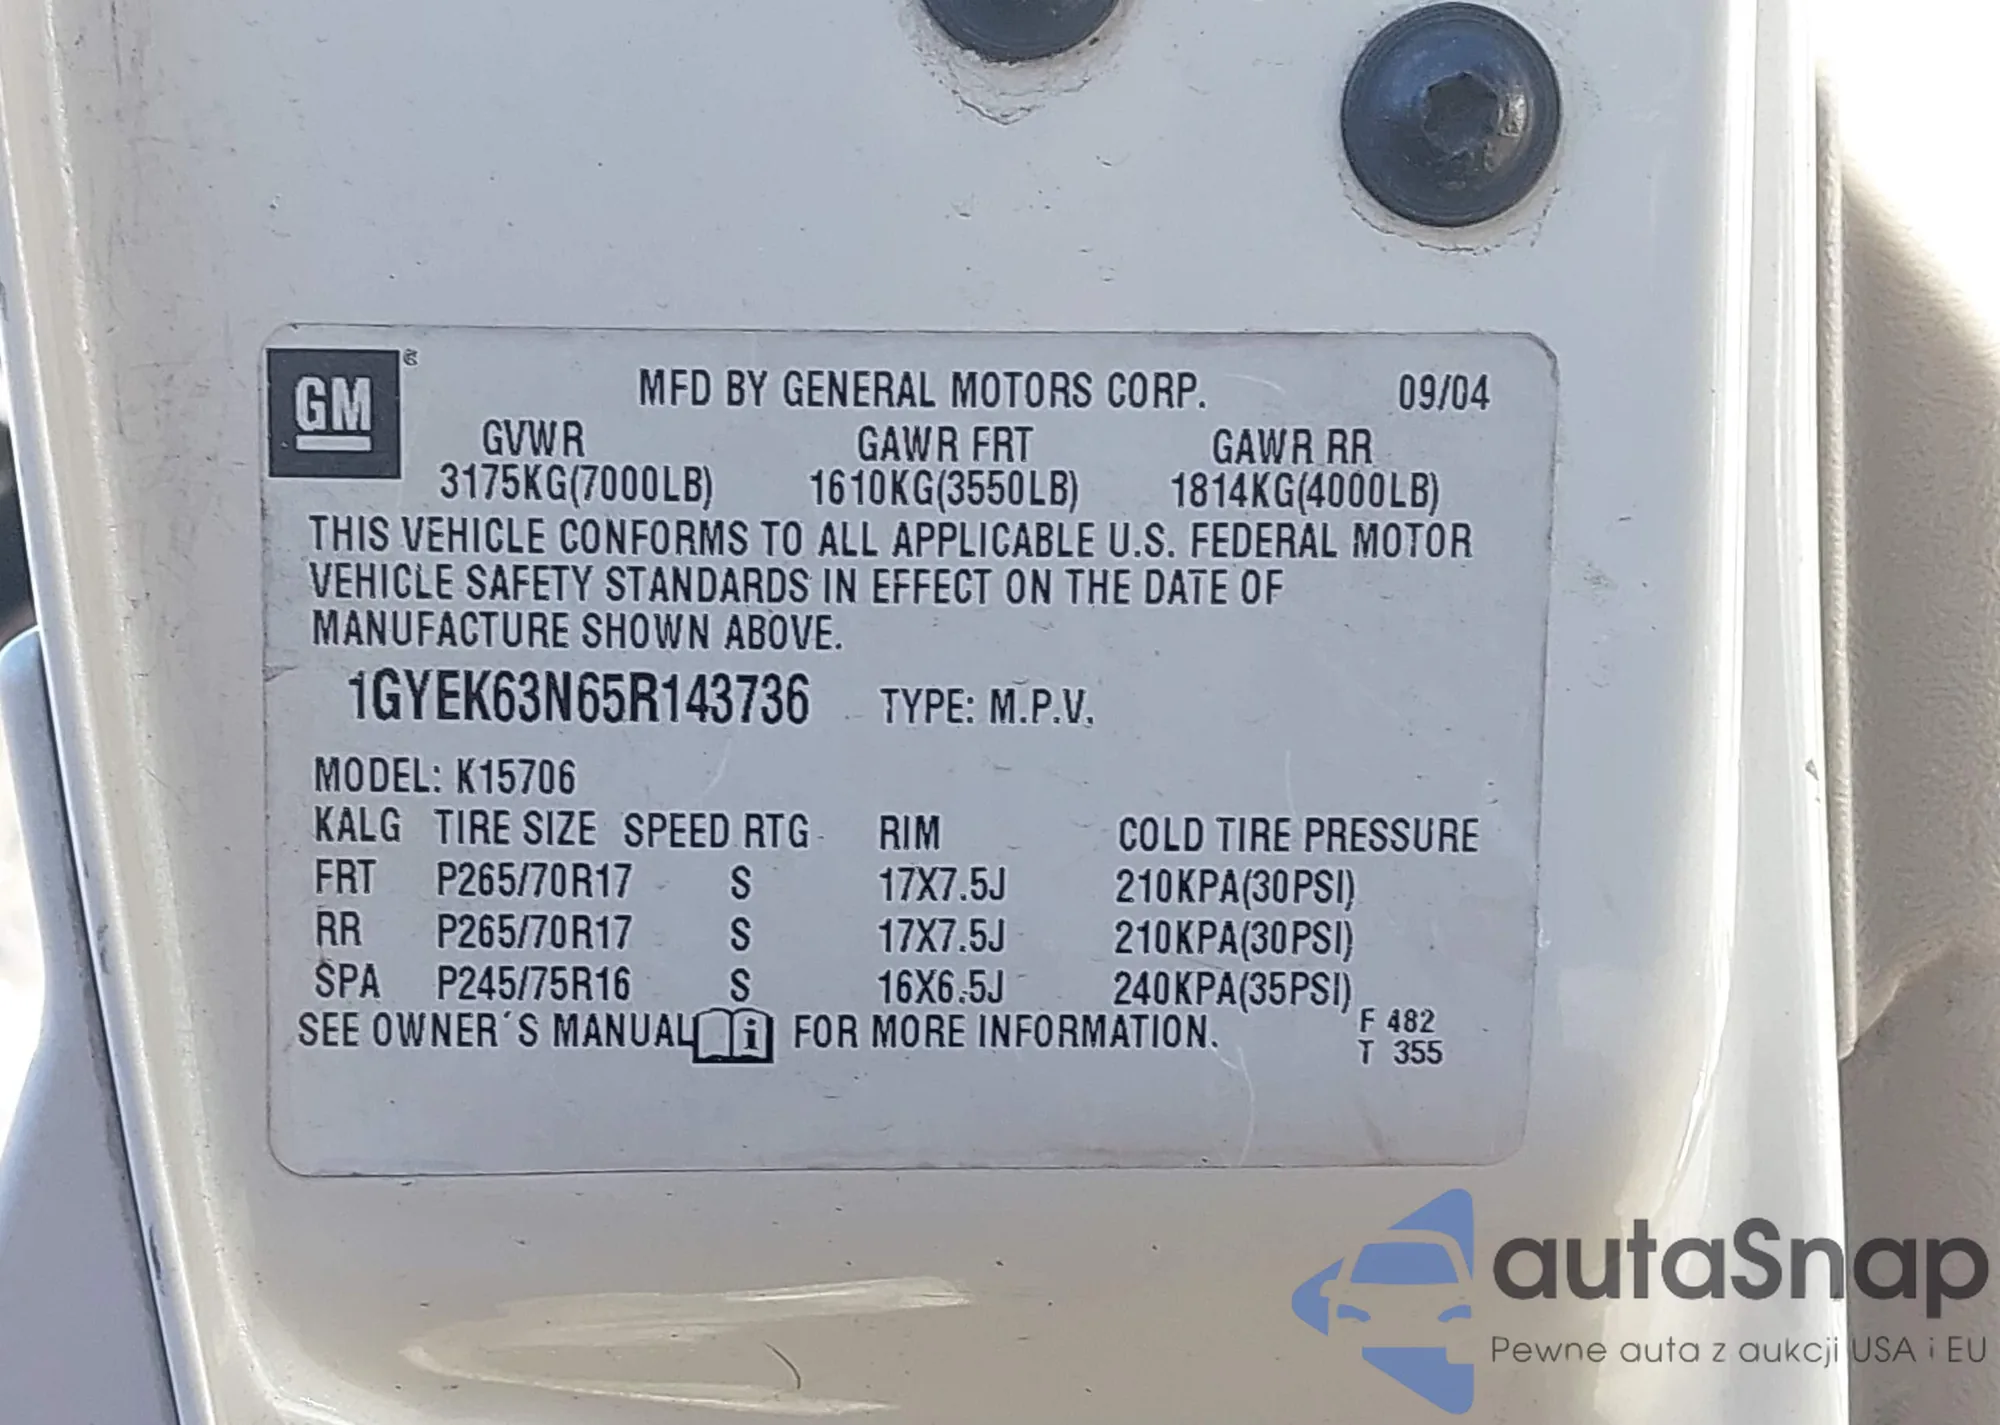 GM
MFD BY GENERAL MOTORS CORP. 09/04
GVWR GAWR FRT GAWR RR
3175KG(7000LB) 1610KG(3550LB) 1814KG(4000LB)
THIS VEHICLE CONFORMS TO ALL APPLICABLE U.S. FEDERAL MOTOR
VEHICLE SAFETY STANDARDS IN EFFECT ON THE DATE OF
MANUFACTURE SHOWN ABOVE.
1GYEK63N65R143736 TYPE: M.P.V.
MODEL: K15706
KALG TIRE SIZE SPEED RTG RIM COLD TIRE PRESSURE
FRT P265/70R17 S 17X7.5J 210KPA(30PSI)
RR P265/70R17 S 17X7.5J 210KPA(30PSI)
SPA P245/75R16 S 16X6.5J 240KPA(35PSI)
SEE OWNER´S MANUAL i FOR MORE INFORMATION.
F 482
T 355
autaSnap
Pewne auta z aukcji USA i EU